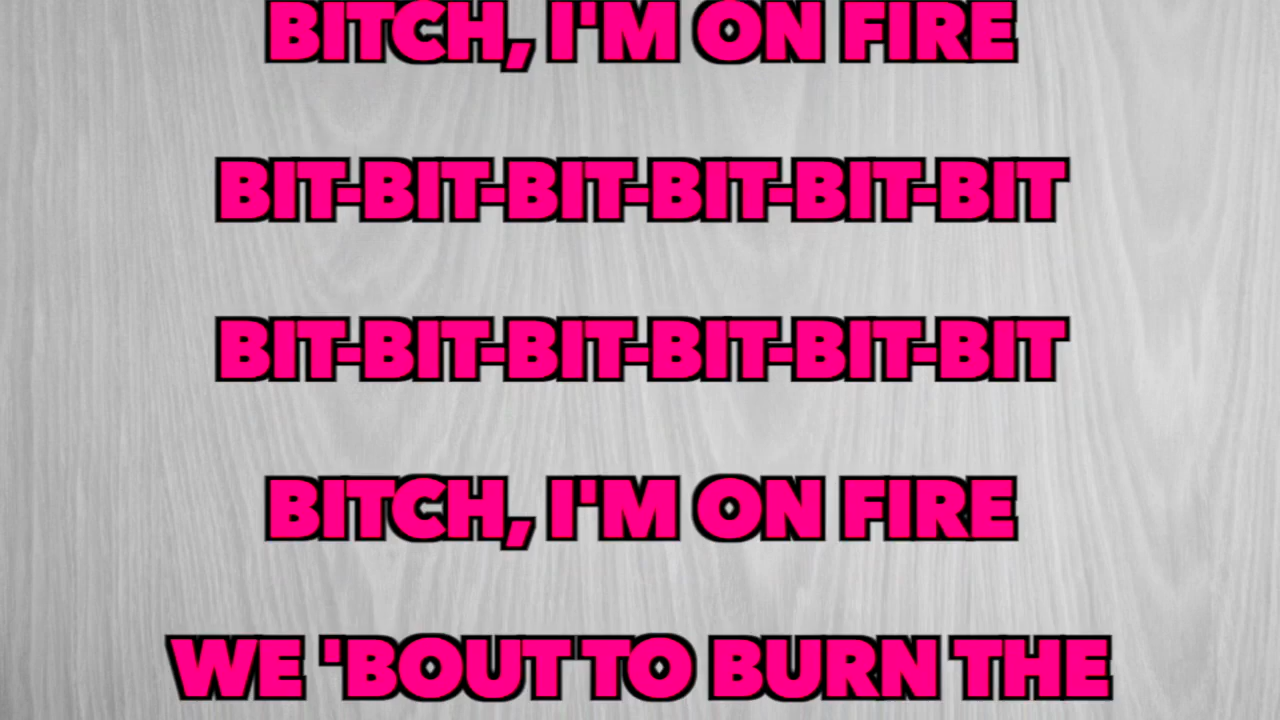 BITCH, I'M ON FIRE
BIT-BIT-BIT-BIT-BIT-BIT
BIT-BIT-BIT-BIT-BIT-BIT
BITCH, I'M ON FIRE
WE 'BOUT TO BURN THE